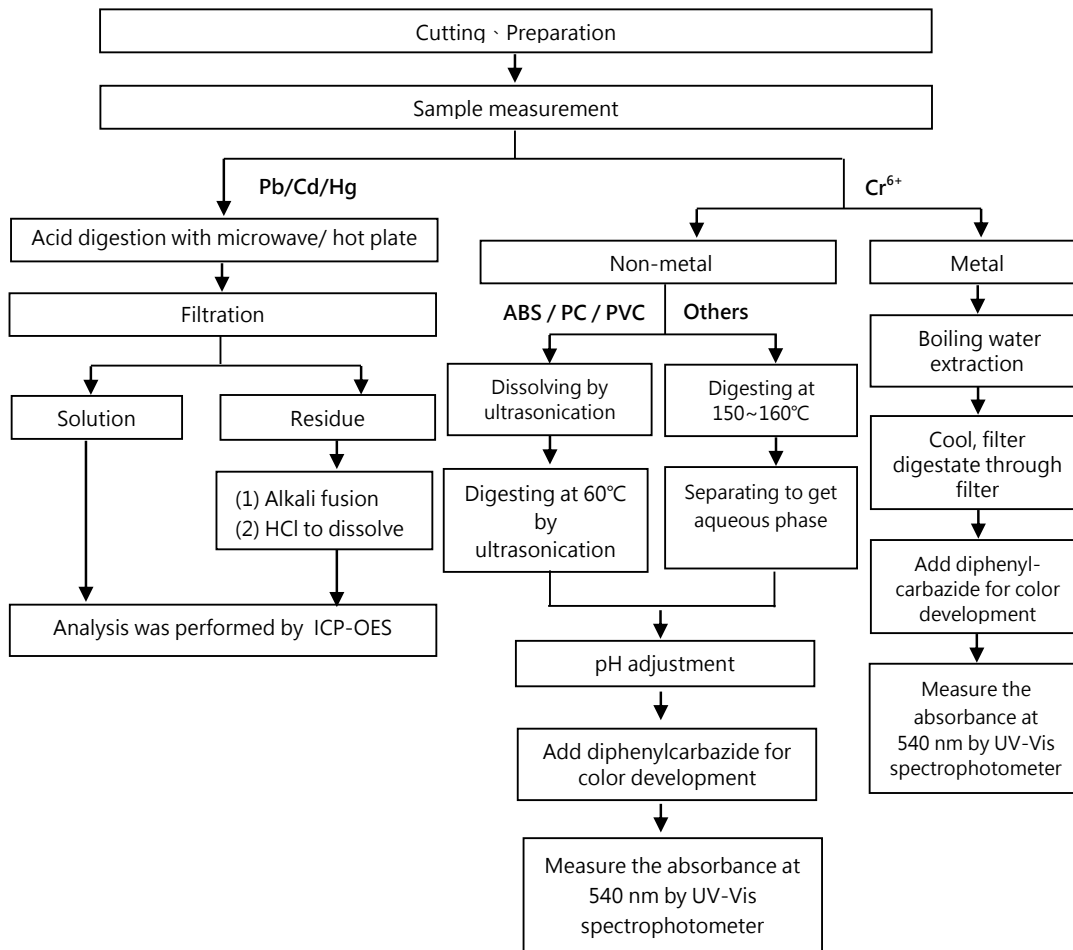 Cutting、Preparation
Sample measurement
Pb/Cd/Hg
Acid digestion with microwave/ hot plate
Filtration
Solution
Residue
(1) Alkali fusion
(2) HCl to dissolve
Analysis was performed by ICP-OES
Cr⁶⁺
Non-metal
ABS / PC / PVC
Others
Dissolving by
ultrasonication
Digesting at 60℃
by
ultrasonication
Digesting at
150~160℃
Separating to get
aqueous phase
pH adjustment
Add diphenylcarbazide for
color development
Measure the absorbance at
540 nm by UV-Vis
spectrophotometer
Metal
Boiling water
extraction
Cool, filter
digestate through
filter
Add diphenyl-
carbazide for color
development
Measure the
absorbance at
540 nm by UV-Vis
spectrophotometer